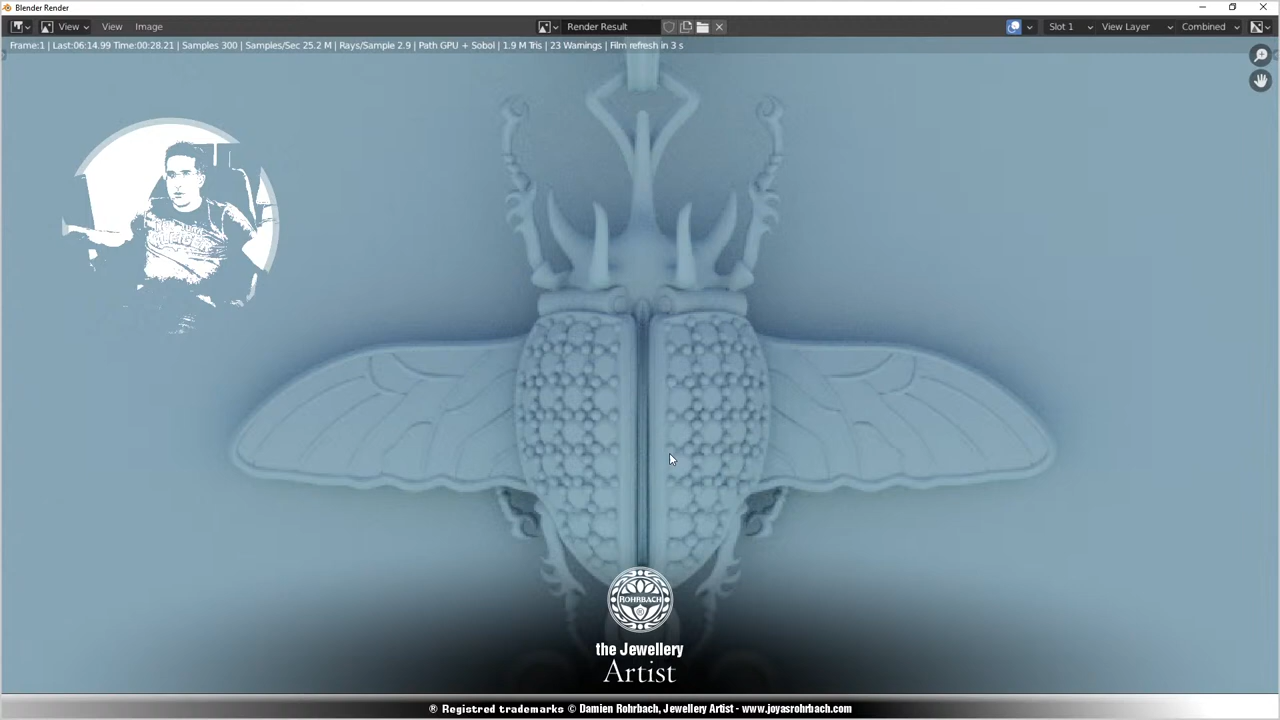 Blender Render
View View Image Render Result Slot 1 View Layer Combined
Frame:1 | Last:06:14.99 Time:00:28.21 | Samples 300 | Samples/Sec 25.2 M | Rays/Sample 2.9 | Path GPU + Sobol | 1.9 M Tris | 23 Warnings | Film refresh in 3 s
ROHRBACH
the Jewellery
Artist
® Registred trademarks © Damien Rohrbach, Jewellery Artist - www.joyasrohrbach.com